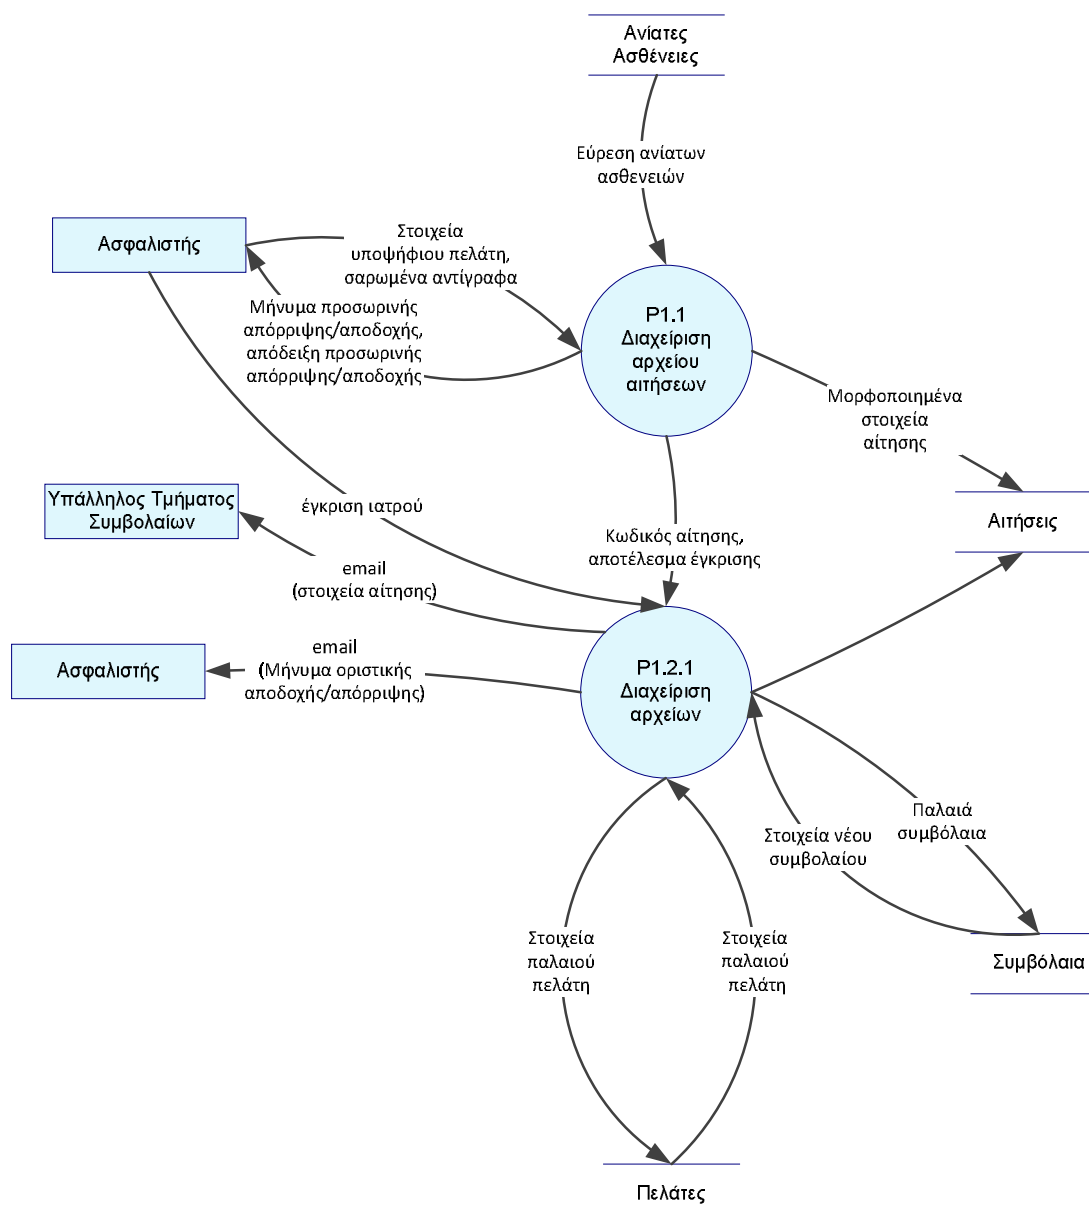 Ανίατες
Ασθένειες
Εύρεση ανίατων
ασθενειών
Ασφαλιστής
Στοιχεία
υποψήφιου πελάτη,
σαρωμένα αντίγραφα
Μήνυμα προσωρινής
απόρριψης/αποδοχής,
απόδειξη προσωρινής
απόρριψης/αποδοχής
P1.1
Διαχείριση
αρχείου
αιτήσεων
Μορφοποιημένα
στοιχεία
αίτησης
έγκριση ιατρού
Υπάλληλος Τμήματος
Συμβολαίων
Κωδικός αίτησης,
αποτέλεσμα έγκρισης
Αιτήσεις
email
(στοιχεία αίτησης)
Ασφαλιστής
email
(Μήνυμα οριστικής
αποδοχής/απόρριψης)
P1.2.1
Διαχείριση
αρχείων
Παλαιά
συμβόλαια
Στοιχεία νέου
συμβολαίου
Στοιχεία
παλαιού
πελάτη
Στοιχεία
παλαιού
πελάτη
Συμβόλαια
Πελάτες